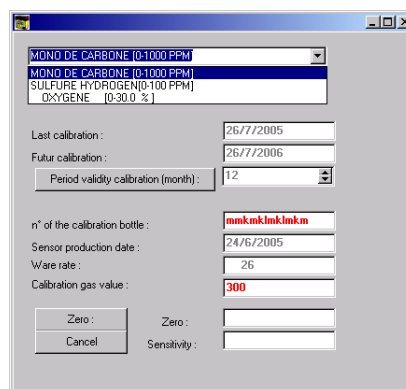 MONO DE CARBONE [0-1000 PPM]
MONO DE CARBONE [0-1000 PPM]
SULFURE HYDROGEN[0-100 PPM]
OXYGENE [0-30.0 % ]
Last calibration : 26/7/2005
Futur calibration : 26/7/2006
Period validity calibration (month) : 12
n° of the calibration bottle : mmkmklmklmkm
Sensor production date : 24/6/2005
Ware rate : 26
Calibration gas value : 300
Zero : Zero :
Cancel Sensitivity :